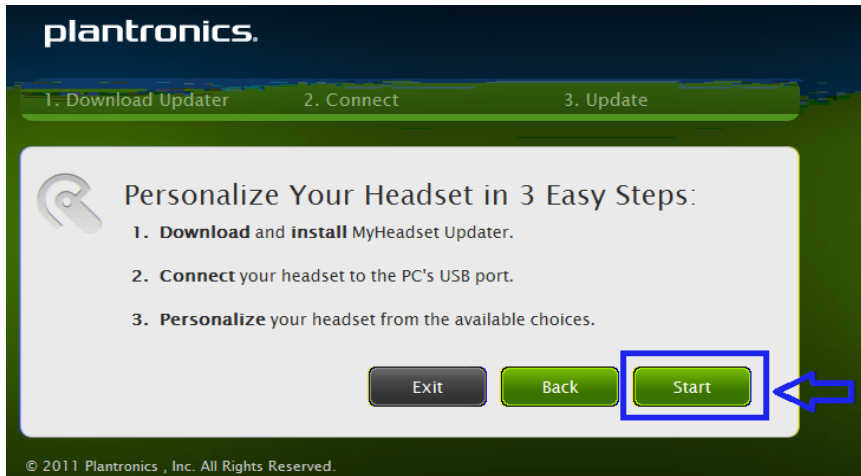 plantronics.
1. Download Updater 2. Connect 3. Update
Personalize Your Headset in 3 Easy Steps:
1. Download and install MyHeadset Updater.
2. Connect your headset to the PC's USB port.
3. Personalize your headset from the available choices.
Exit Back Start
© 2011 Plantronics , Inc. All Rights Reserved.